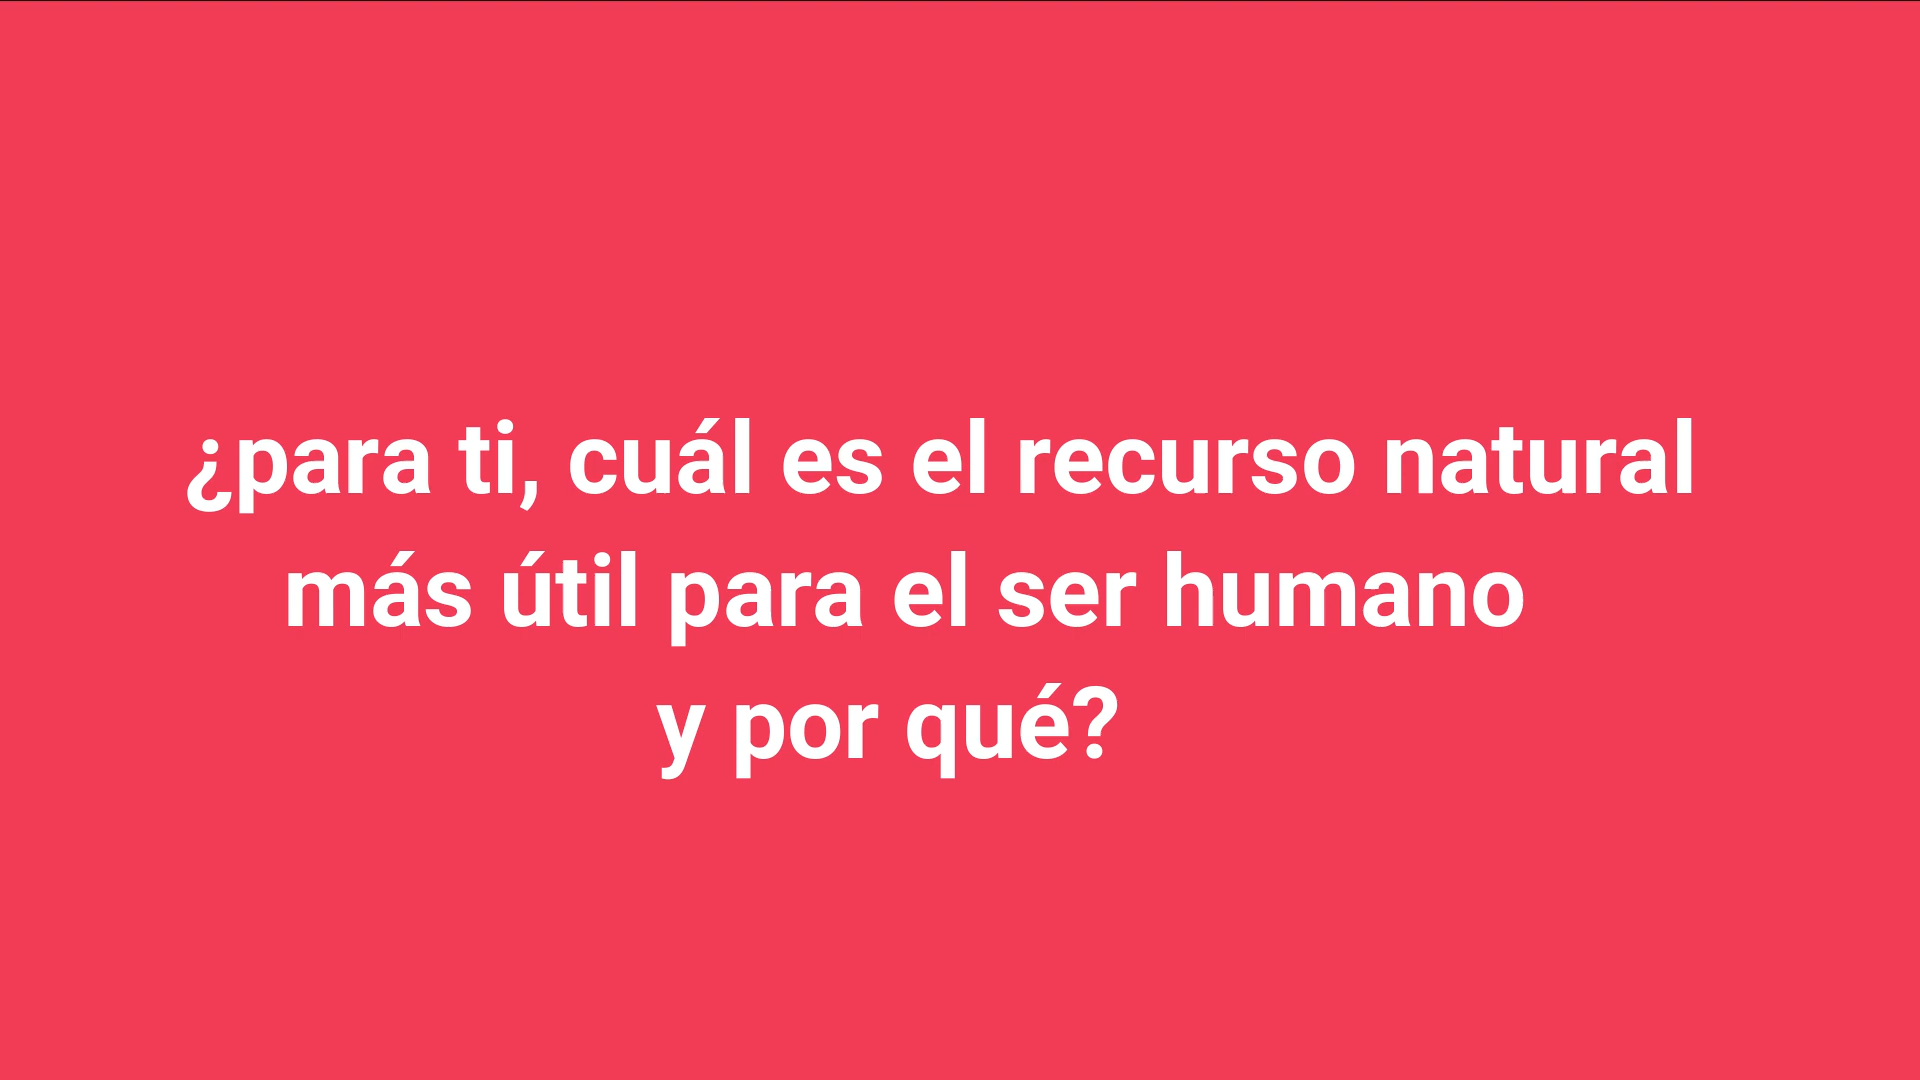 ¿para ti, cuál es el recurso natural
más útil para el ser humano
y por qué?